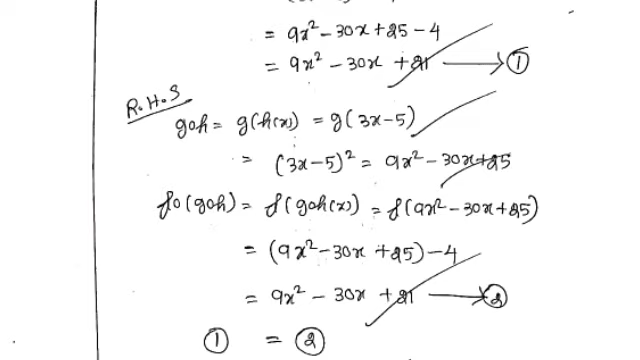 = 9x² - 30x + 25 - 4
= 9x² - 30x + 21 → ①
R.H.S
goh = g(h(x)) = g(3x-5)
= (3x-5)² = 9x² - 30x + 25
fo(goh) = f(goh(x)) = f(9x² - 30x + 25)
= (9x² - 30x + 25) - 4
= 9x² - 30x + 21 → ②
① = ②